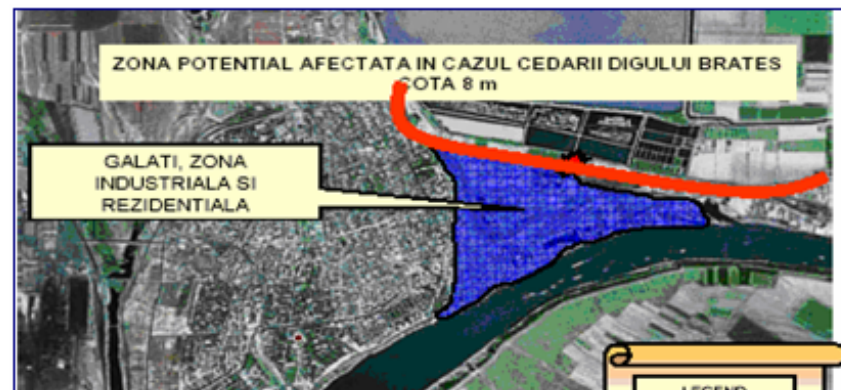 ZONA POTENTIAL AFECTATA IN CAZUL CEDARII DIGULUI BRATES
COTA 8 m
GALATI, ZONA
INDUSTRIALA SI
REZIDENTIALA
LEGEND